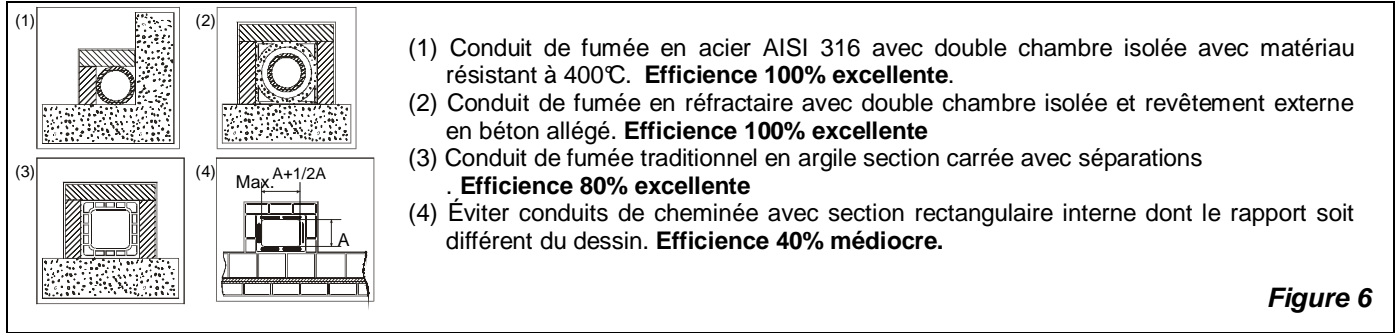 (1)
(2)
(3)
(4)
Max.
A+1/2A
A
(1) Conduit de fumée en acier AISI 316 avec double chambre isolée avec matériau
résistant à 400°C. Efficience 100% excellente.
(2) Conduit de fumée en réfractaire avec double chambre isolée et revêtement externe
en béton allégé. Efficience 100% excellente
(3) Conduit de fumée traditionnel en argile section carrée avec séparations
. Efficience 80% excellente
(4) Éviter conduits de cheminée avec section rectangulaire interne dont le rapport soit
différent du dessin. Efficience 40% médiocre.
Figure 6